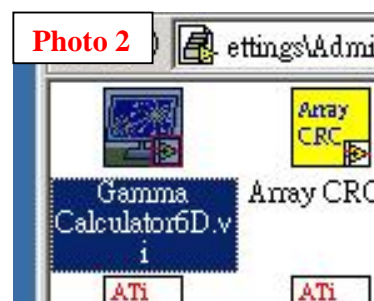 Photo 2
ettings\Admi
Array
CRC
Gamma
Calculator6D.v
i
Array CRC
ATi
ATi